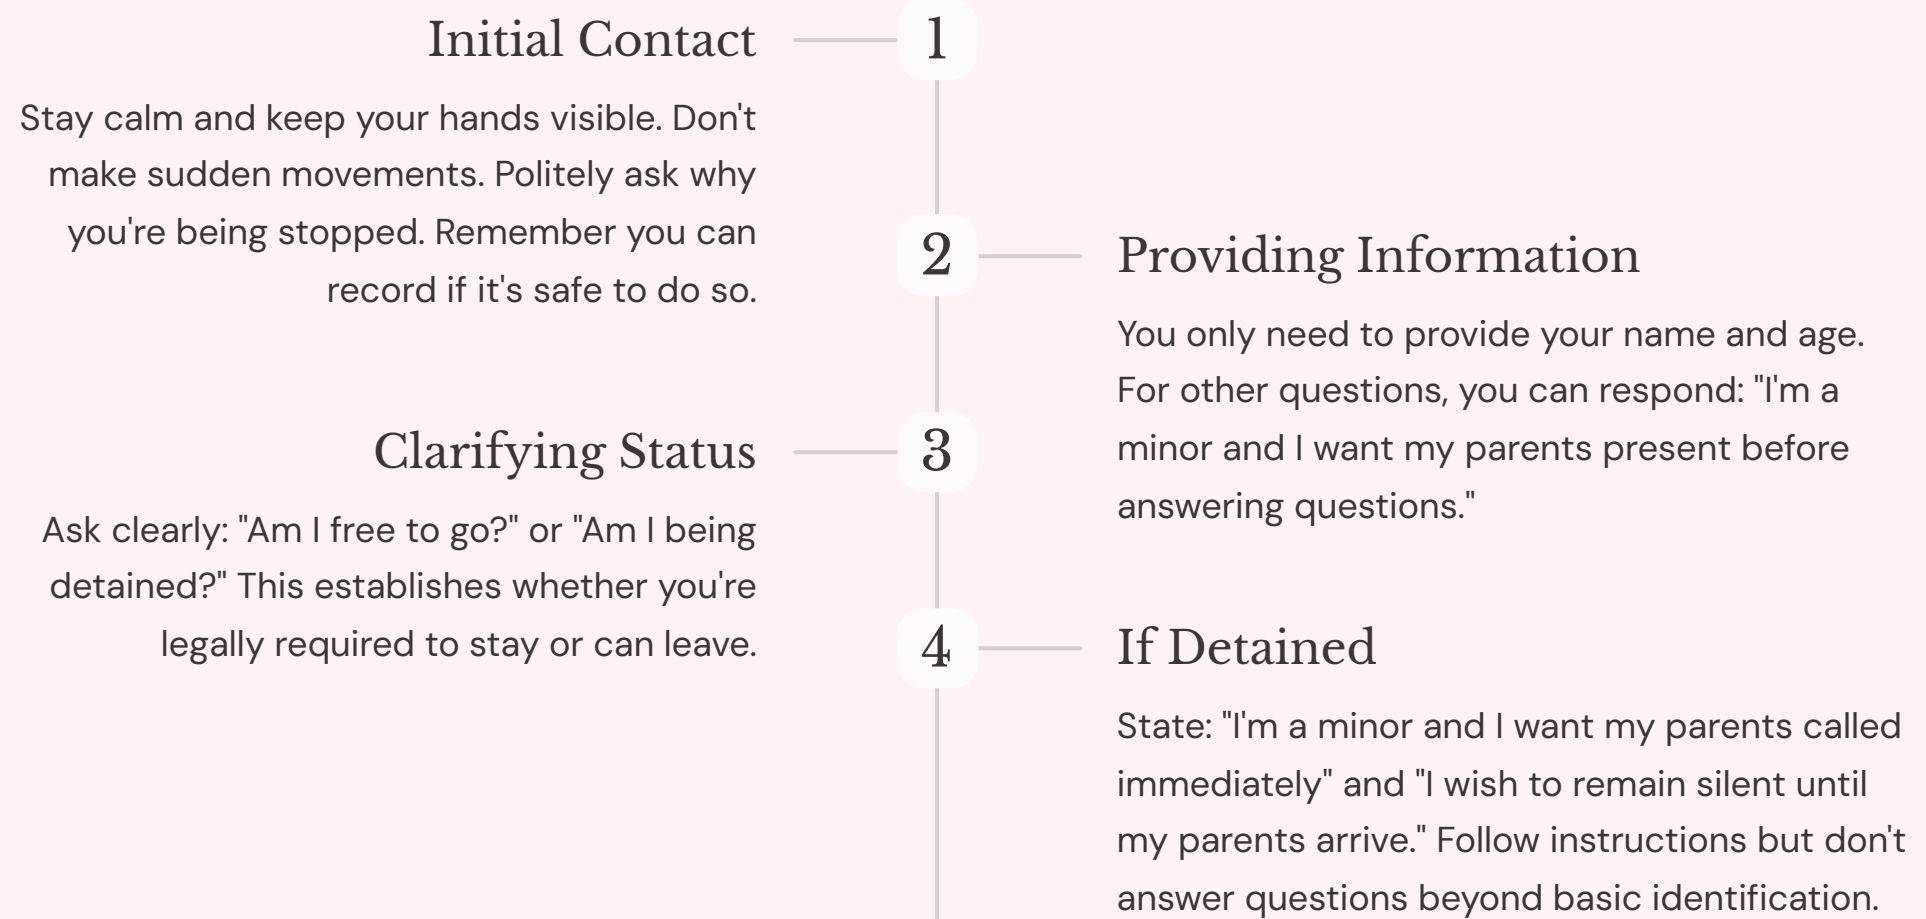 Initial Contact
1
Stay calm and keep your hands visible. Don't
make sudden movements. Politely ask why
you're being stopped. Remember you can
record if it's safe to do so.
2
Providing Information
You only need to provide your name and age.
For other questions, you can respond: "I'm a
minor and I want my parents present before
answering questions."
Clarifying Status
3
Ask clearly: "Am I free to go?" or "Am I being
detained?" This establishes whether you're
legally required to stay or can leave.
4
If Detained
State: "I'm a minor and I want my parents called
immediately" and "I wish to remain silent until
my parents arrive." Follow instructions but don't
answer questions beyond basic identification.